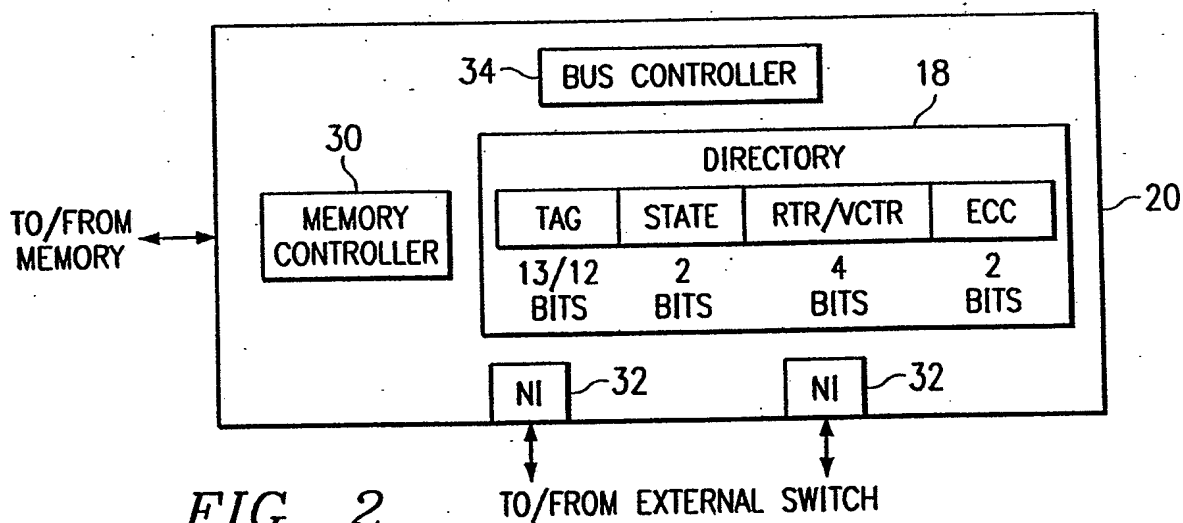 34 BUS CONTROLLER
18
30
DIRECTORY
20
TO/FROM
MEMORY
MEMORY
CONTROLLER
TAG STATE RTR/VCTR ECC
13/12 2 4 2
BITS BITS BITS BITS
NI 32 NI 32
FIG. 2
TO/FROM EXTERNAL SWITCH